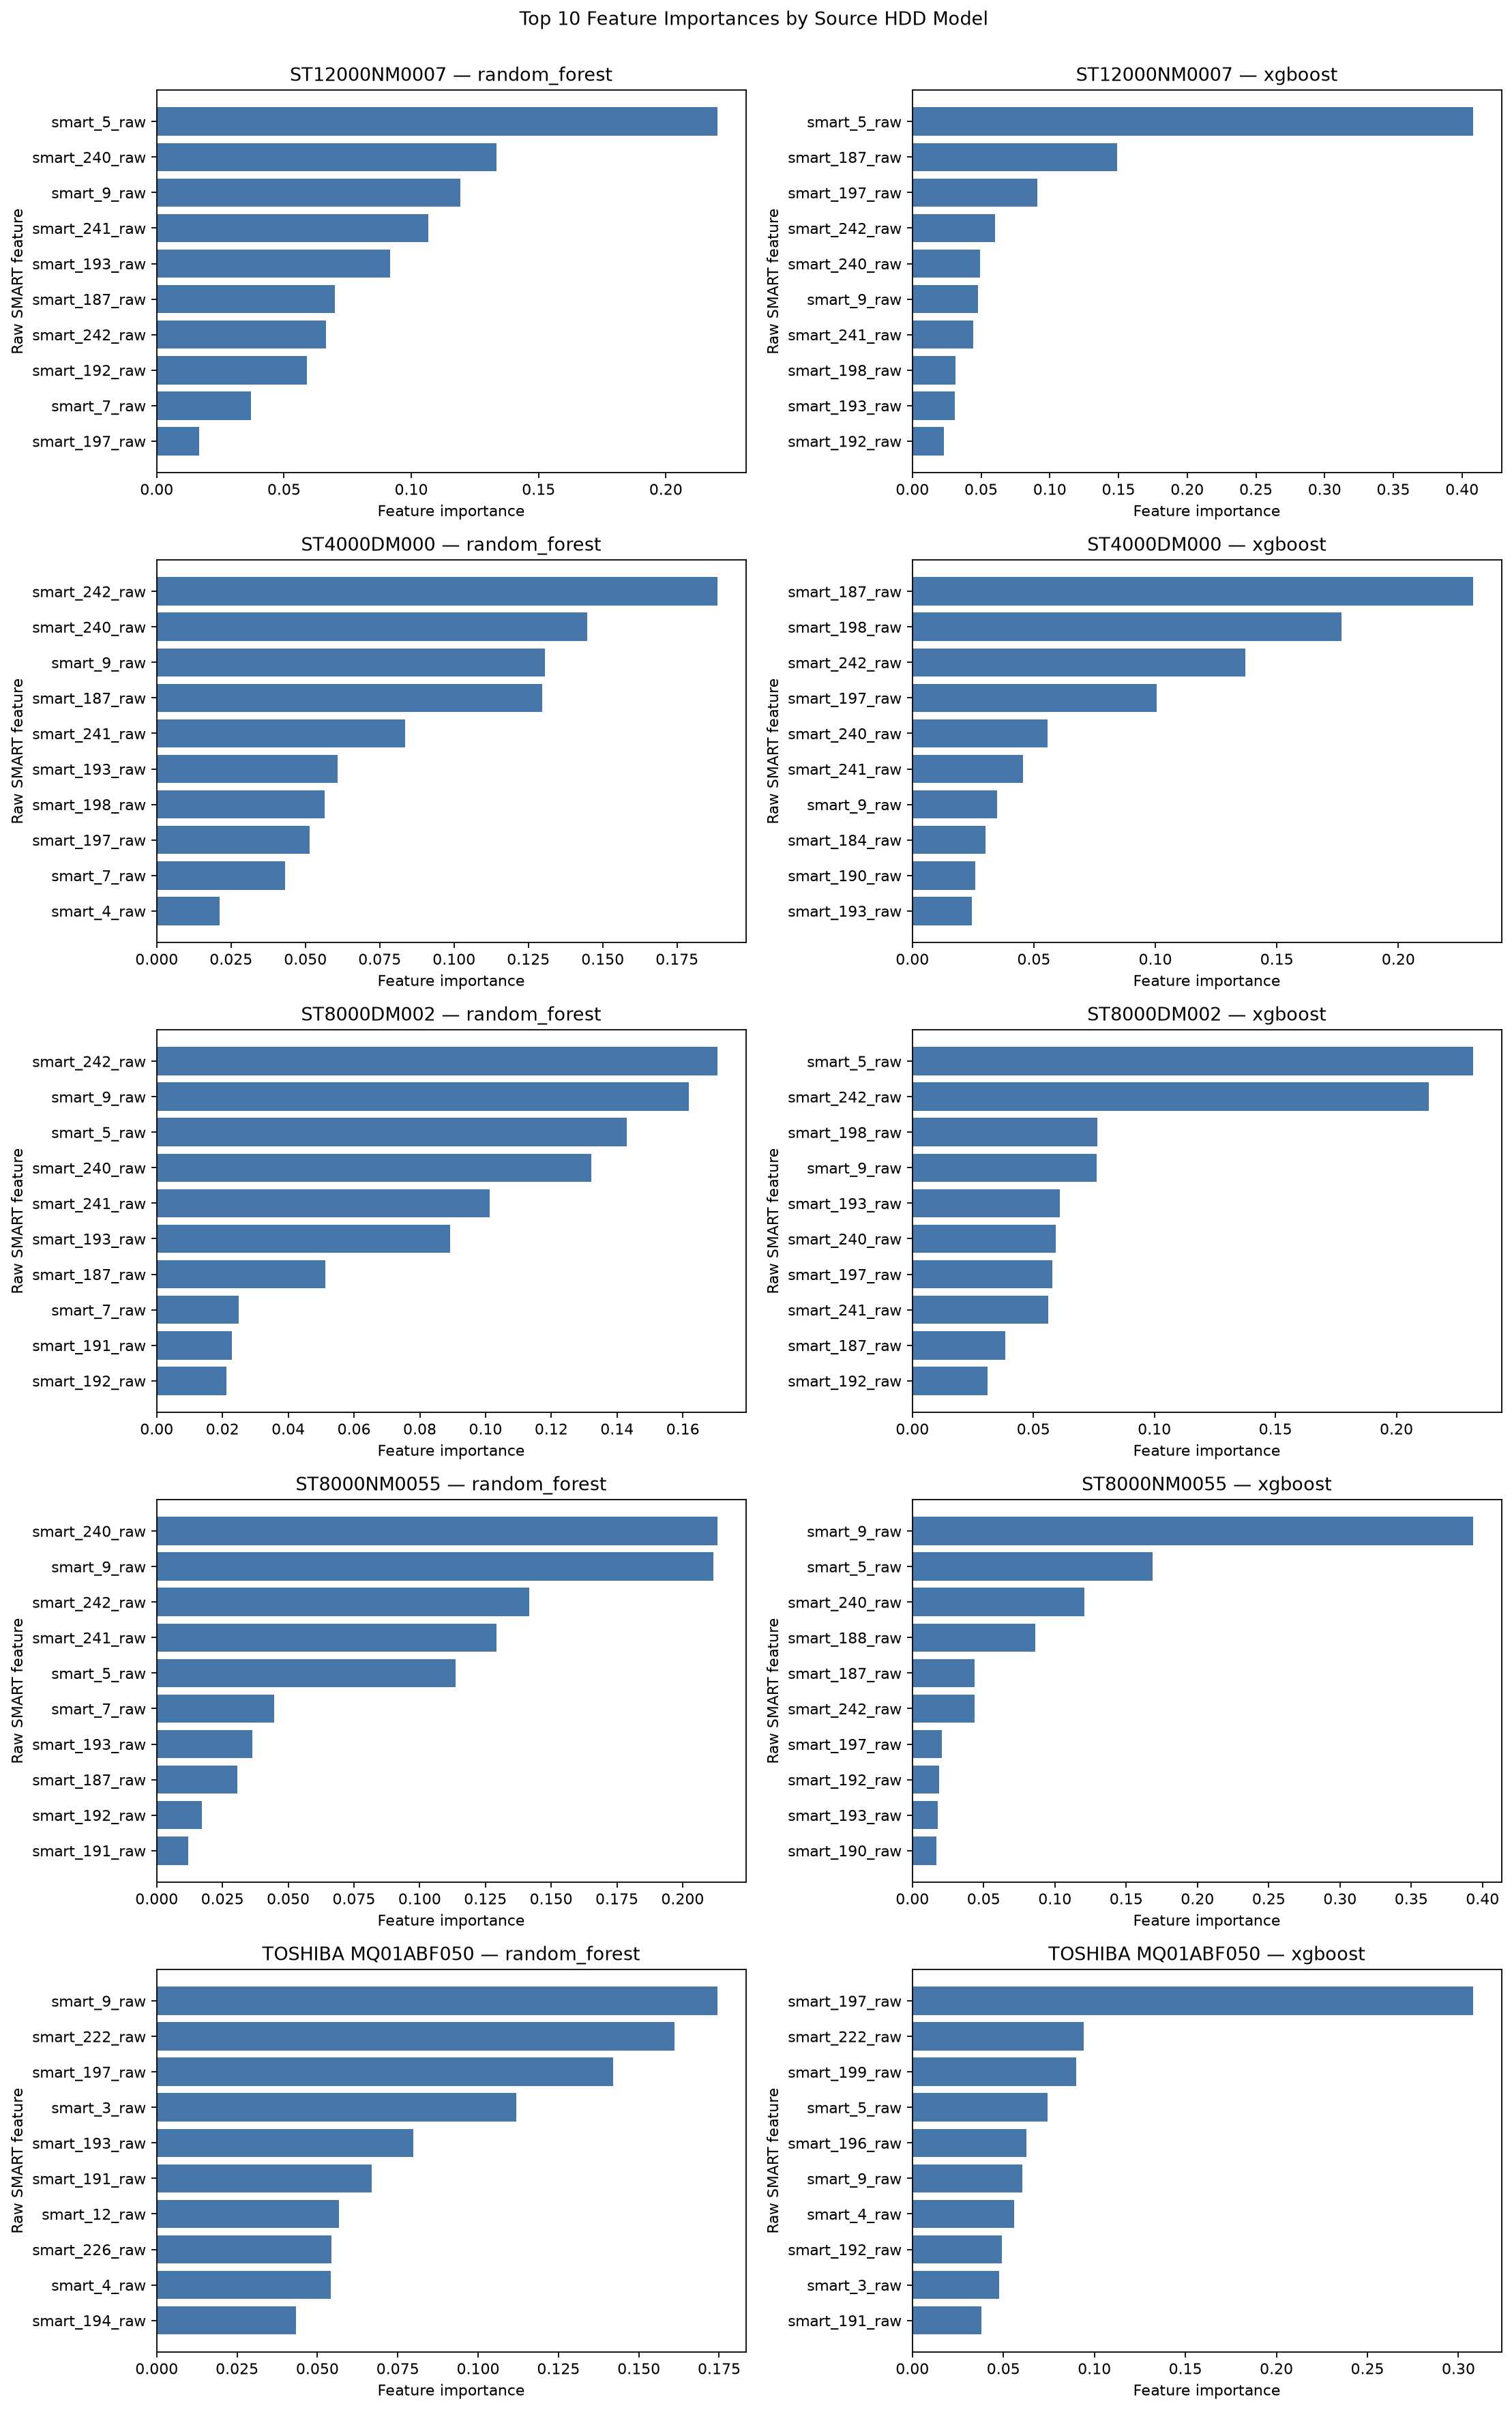 Top 10 Feature Importances by Source HDD Model
ST12000NM0007 — random_forest
Raw SMART feature
smart_5_raw
smart_240_raw
smart_9_raw
smart_241_raw
smart_193_raw
smart_187_raw
smart_242_raw
smart_192_raw
smart_7_raw
smart_197_raw
0.00 0.05 0.10 0.15 0.20
Feature importance
ST12000NM0007 — xgboost
Raw SMART feature
smart_5_raw
smart_187_raw
smart_197_raw
smart_242_raw
smart_240_raw
smart_9_raw
smart_241_raw
smart_198_raw
smart_193_raw
smart_192_raw
0.00 0.05 0.10 0.15 0.20 0.25 0.30 0.35 0.40
Feature importance
ST4000DM000 — random_forest
Raw SMART feature
smart_242_raw
smart_240_raw
smart_9_raw
smart_187_raw
smart_241_raw
smart_193_raw
smart_198_raw
smart_197_raw
smart_7_raw
smart_4_raw
0.000 0.025 0.050 0.075 0.100 0.125 0.150 0.175
Feature importance
ST4000DM000 — xgboost
Raw SMART feature
smart_187_raw
smart_198_raw
smart_242_raw
smart_197_raw
smart_240_raw
smart_241_raw
smart_9_raw
smart_184_raw
smart_190_raw
smart_193_raw
0.00 0.05 0.10 0.15 0.20
Feature importance
ST8000DM002 — random_forest
Raw SMART feature
smart_242_raw
smart_9_raw
smart_5_raw
smart_240_raw
smart_241_raw
smart_193_raw
smart_187_raw
smart_7_raw
smart_191_raw
smart_192_raw
0.00 0.02 0.04 0.06 0.08 0.10 0.12 0.14 0.16
Feature importance
ST8000DM002 — xgboost
Raw SMART feature
smart_5_raw
smart_242_raw
smart_198_raw
smart_9_raw
smart_193_raw
smart_240_raw
smart_197_raw
smart_241_raw
smart_187_raw
smart_192_raw
0.00 0.05 0.10 0.15 0.20
Feature importance
ST8000NM0055 — random_forest
Raw SMART feature
smart_240_raw
smart_9_raw
smart_242_raw
smart_241_raw
smart_5_raw
smart_7_raw
smart_193_raw
smart_187_raw
smart_192_raw
smart_191_raw
0.000 0.025 0.050 0.075 0.100 0.125 0.150 0.175 0.200
Feature importance
ST8000NM0055 — xgboost
Raw SMART feature
smart_9_raw
smart_5_raw
smart_240_raw
smart_188_raw
smart_187_raw
smart_242_raw
smart_197_raw
smart_192_raw
smart_193_raw
smart_190_raw
0.00 0.05 0.10 0.15 0.20 0.25 0.30 0.35 0.40
Feature importance
TOSHIBA MQ01ABF050 — random_forest
Raw SMART feature
smart_9_raw
smart_222_raw
smart_197_raw
smart_3_raw
smart_193_raw
smart_191_raw
smart_12_raw
smart_226_raw
smart_4_raw
smart_194_raw
0.000 0.025 0.050 0.075 0.100 0.125 0.150 0.175
Feature importance
TOSHIBA MQ01ABF050 — xgboost
Raw SMART feature
smart_197_raw
smart_222_raw
smart_199_raw
smart_5_raw
smart_196_raw
smart_9_raw
smart_4_raw
smart_192_raw
smart_3_raw
smart_191_raw
0.00 0.05 0.10 0.15 0.20 0.25 0.30
Feature importance